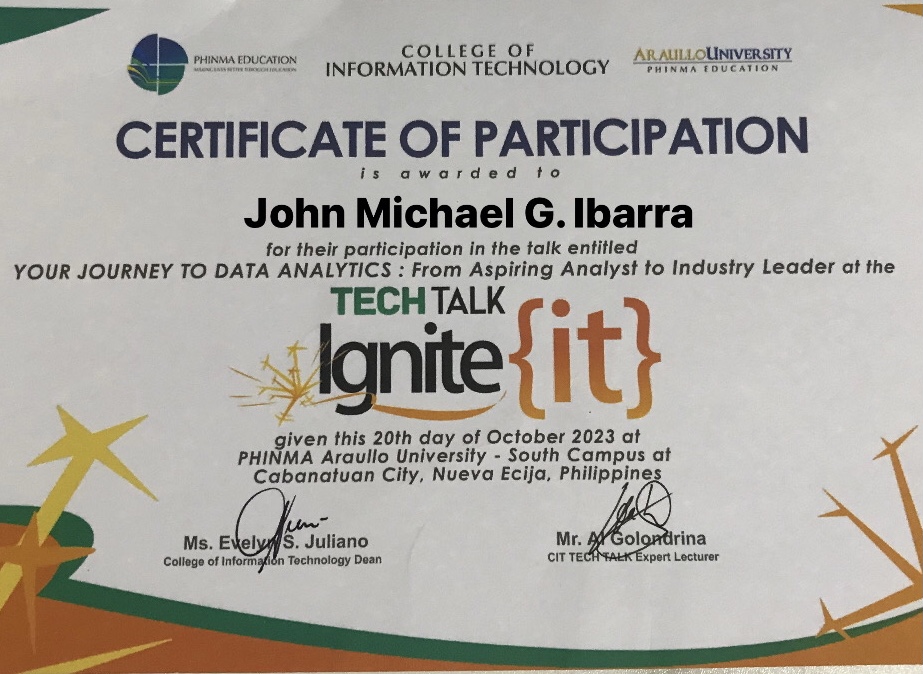 PHINMA EDUCATION
MAKING LIVES BETTER THROUGH EDUCATION
COLLEGE OF
INFORMATION TECHNOLOGY
ARAULLO UNIVERSITY
PHINMA EDUCATION
CERTIFICATE OF PARTICIPATION
is awarded to
John Michael G. Ibarra
for their participation in the talk entitled
YOUR JOURNEY TO DATA ANALYTICS : From Aspiring Analyst to Industry Leader at the
TECH TALK
Ignite {it}
given this 20th day of October 2023 at
PHINMA Araullo University - South Campus at
Cabanatuan City, Nueva Ecija, Philippines
Ms. Evelyn S. Juliano
College of Information Technology Dean
Mr. Al Golondrina
CIT TECH TALK Expert Lecturer